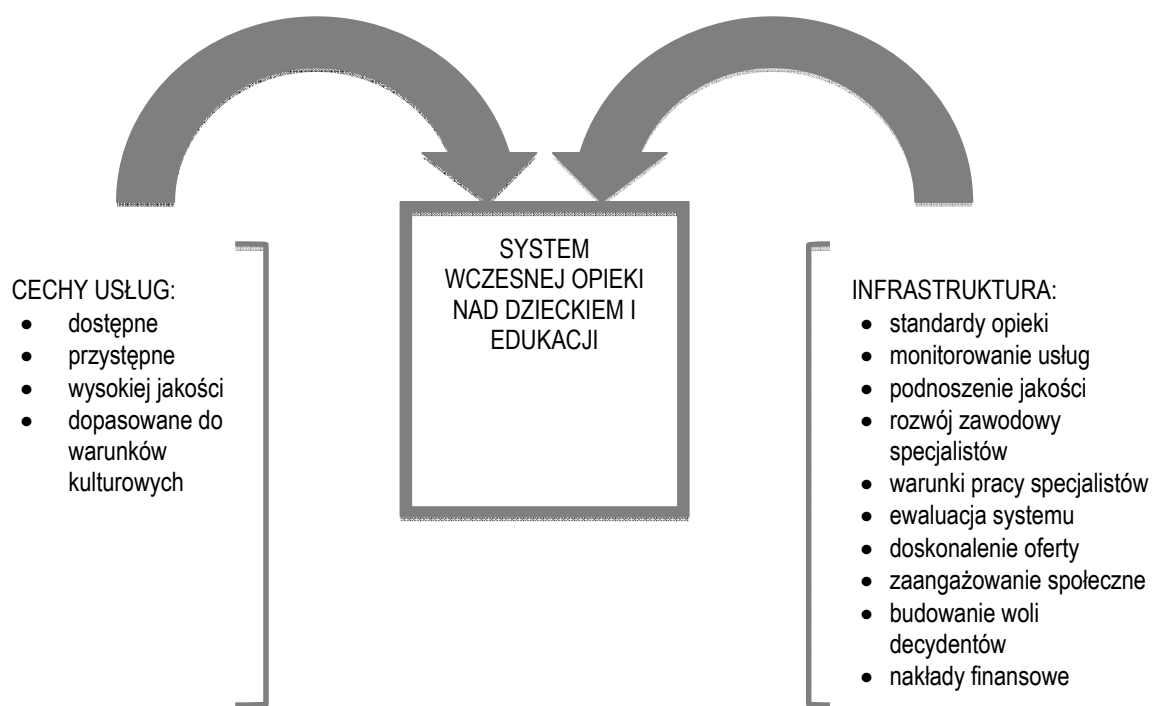 SYSTEM
WCZESNEJ OPIEKI
NAD DZIECKIEM I
EDUKACJI
CECHY USŁUG:
• dostępne
• przystępne
• wysokiej jakości
• dopasowane do
warunków
kulturowych
INFRASTRUKTURA:
• standardy opieki
• monitorowanie usług
• podnoszenie jakości
• rozwój zawodowy
specjalistów
• warunki pracy specjalistów
• ewaluacja systemu
• doskonalenie oferty
• zaangażowanie społeczne
• budowanie woli
decydentów
• nakłady finansowe